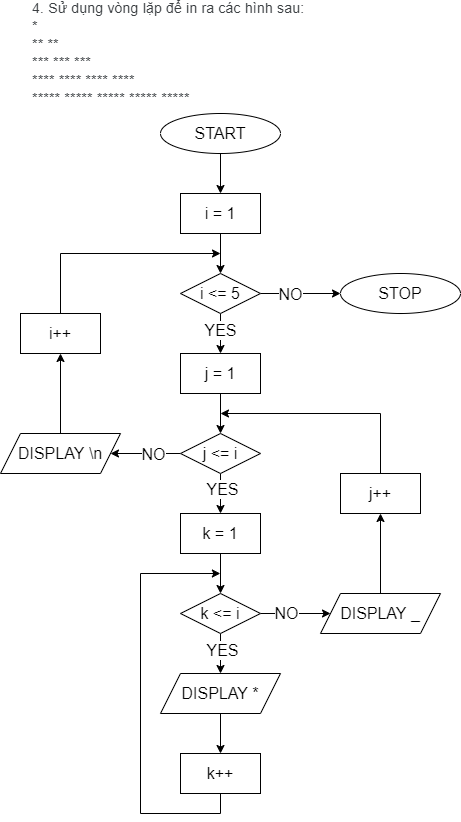 4. Sử dụng vòng lặp để in ra các hình sau:
*
** **
*** *** ***
**** **** **** ****
***** ***** ***** ***** *****
START
i = 1
i <= 5
NO
STOP
YES
i++
j = 1
DISPLAY \n
NO
j <= i
YES
j++
k = 1
k <= i
NO
DISPLAY _
YES
DISPLAY *
k++